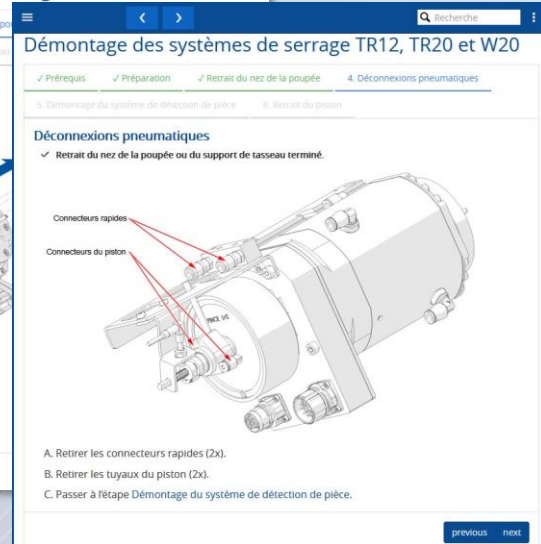 Recherche
Démontage des systèmes de serrage TR12, TR20 et W20
✓ Prérequis ✓ Préparation ✓ Retrait du nez de la poupée 4. Déconnexions pneumatiques
5. Démontage du système de détection de pièce 6. Retrait du piston
Déconnexions pneumatiques
✓ Retrait du nez de la poupée ou du support de tasseau terminé.
Connecteurs rapides
Connecteurs du piston
A. Retirer les connecteurs rapides (2x).
B. Retirer les tuyaux du piston (2x).
C. Passer à l'étape Démontage du système de détection de pièce.
previous next